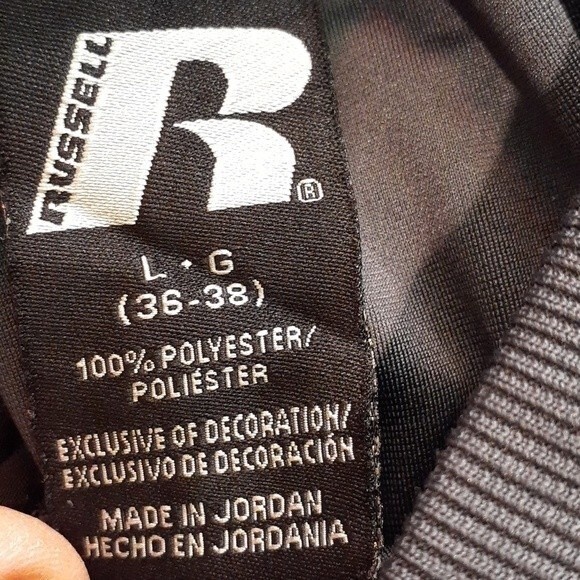 RUSSELL
R®
L • G
(36-38)
100% POLYESTER/
POLIÉSTER
EXCLUSIVE OF DECORATION/
EXCLUSIVO DE DECORACIÓN
MADE IN JORDAN
HECHO EN JORDANIA